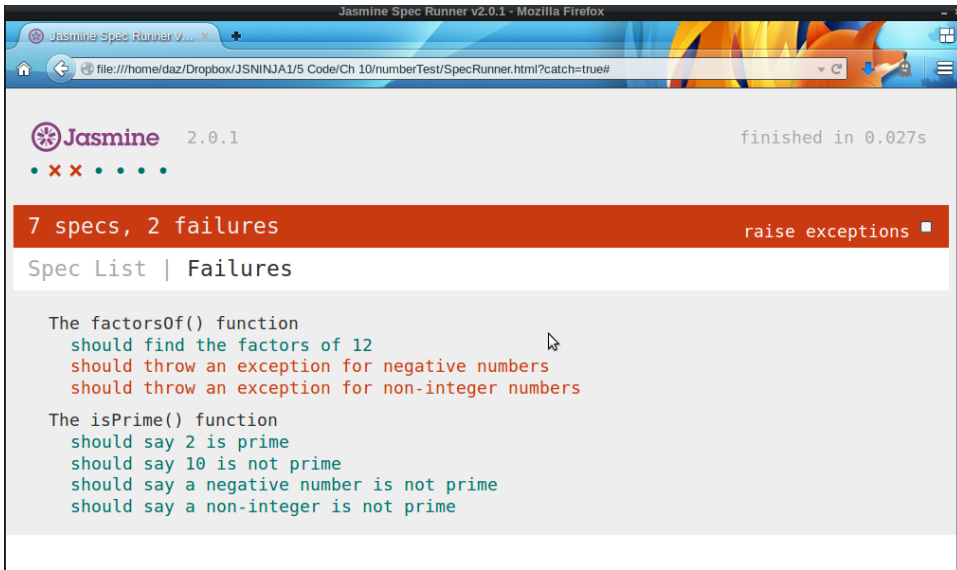 Jasmine Spec Runner v2.0.1 - Mozilla Firefox
Jasmine Spec Runner v...
file:///home/daz/Dropbox/JSNINJA1/5 Code/Ch 10/numberTest/SpecRunner.html?catch=true#
Jasmine 2.0.1 finished in 0.027s
7 specs, 2 failures raise exceptions
Spec List | Failures
The factorsOf() function
should find the factors of 12
should throw an exception for negative numbers
should throw an exception for non-integer numbers
The isPrime() function
should say 2 is prime
should say 10 is not prime
should say a negative number is not prime
should say a non-integer is not prime